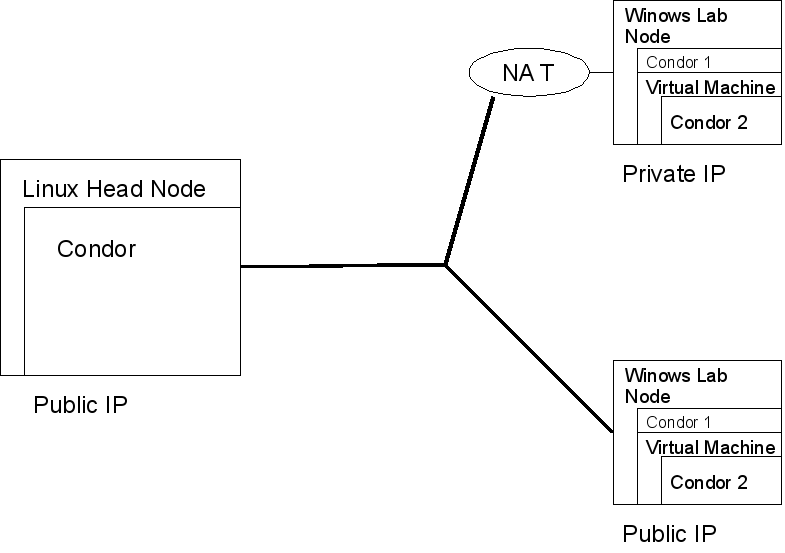 Winows Lab
Node
Condor 1
Virtual Machine
Condor 2
Private IP
NA T
Linux Head Node
Condor
Public IP
Winows Lab
Node
Condor 1
Virtual Machine
Condor 2
Public IP